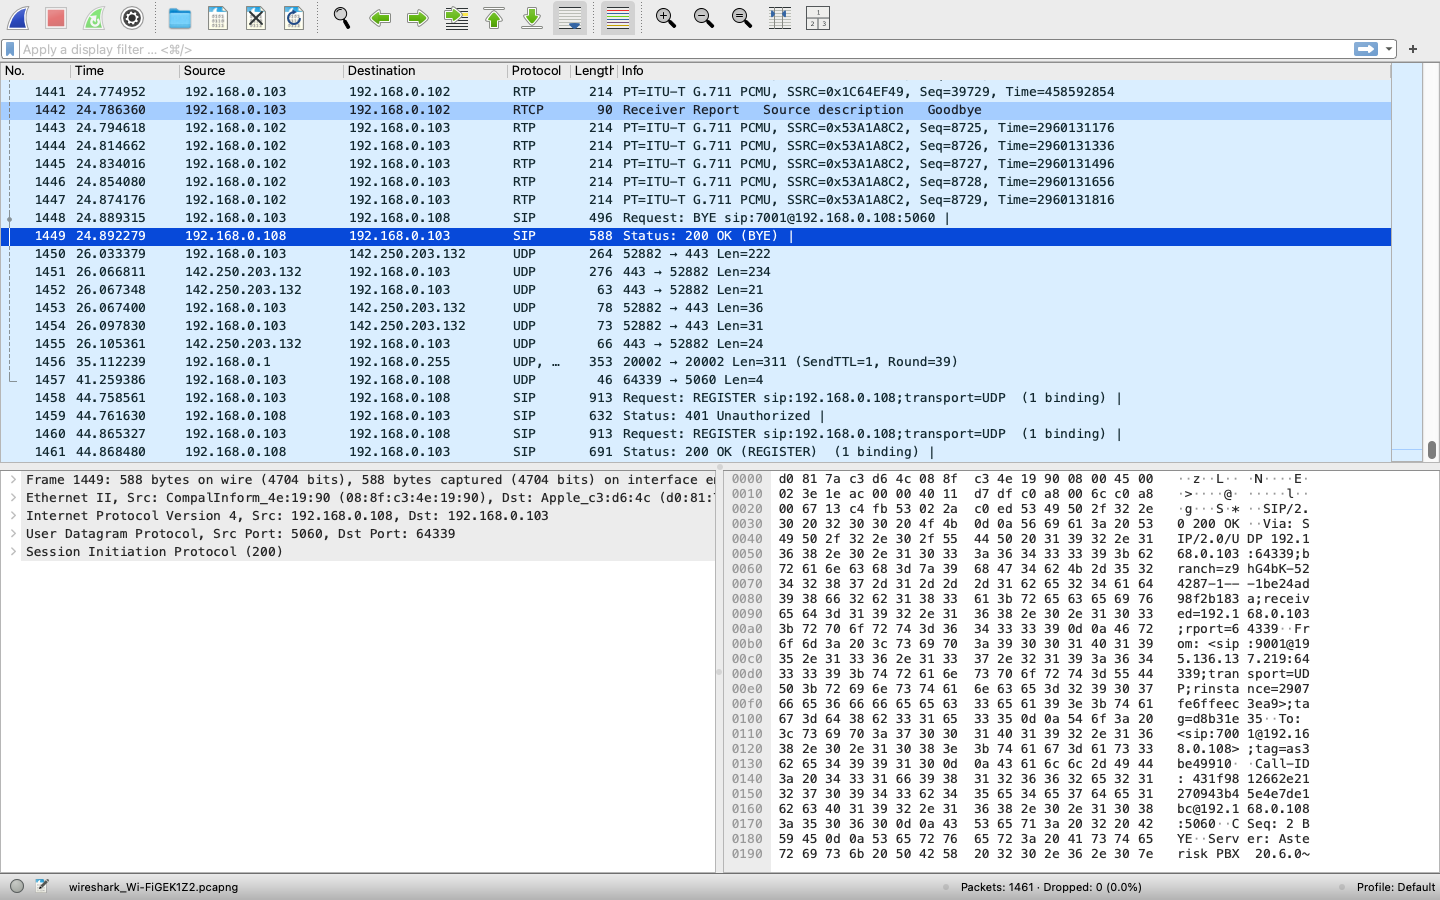 Apply a display filter ... <⌘/>
No. Time Source Destination Protocol Length Info
1441 24.774952 192.168.0.103 192.168.0.102 RTP 214 PT=ITU-T G.711 PCMU, SSRC=0x1C64EF49, Seq=39729, Time=458592854
1442 24.786360 192.168.0.103 192.168.0.102 RTCP 90 Receiver Report Source description Goodbye
1443 24.794618 192.168.0.102 192.168.0.103 RTP 214 PT=ITU-T G.711 PCMU, SSRC=0x53A1A8C2, Seq=8725, Time=2960131176
1444 24.814662 192.168.0.102 192.168.0.103 RTP 214 PT=ITU-T G.711 PCMU, SSRC=0x53A1A8C2, Seq=8726, Time=2960131336
1445 24.834016 192.168.0.102 192.168.0.103 RTP 214 PT=ITU-T G.711 PCMU, SSRC=0x53A1A8C2, Seq=8727, Time=2960131496
1446 24.854080 192.168.0.102 192.168.0.103 RTP 214 PT=ITU-T G.711 PCMU, SSRC=0x53A1A8C2, Seq=8728, Time=2960131656
1447 24.874176 192.168.0.102 192.168.0.103 RTP 214 PT=ITU-T G.711 PCMU, SSRC=0x53A1A8C2, Seq=8729, Time=2960131816
1448 24.889315 192.168.0.103 192.168.0.108 SIP 496 Request: BYE sip:7001@192.168.0.108:5060 |
1449 24.892279 192.168.0.108 192.168.0.103 SIP 588 Status: 200 OK (BYE) |
1450 26.033379 192.168.0.103 142.250.203.132 UDP 264 52882 → 443 Len=222
1451 26.066811 142.250.203.132 192.168.0.103 UDP 276 443 → 52882 Len=234
1452 26.067348 142.250.203.132 192.168.0.103 UDP 63 443 → 52882 Len=21
1453 26.067400 192.168.0.103 142.250.203.132 UDP 78 52882 → 443 Len=36
1454 26.097830 192.168.0.103 142.250.203.132 UDP 73 52882 → 443 Len=31
1455 26.105361 142.250.203.132 192.168.0.103 UDP 66 443 → 52882 Len=24
1456 35.112239 192.168.0.1 192.168.0.255 UDP, … 353 20002 → 20002 Len=311 (SendTTL=1, Round=39)
1457 41.259386 192.168.0.103 192.168.0.108 UDP 46 64339 → 5060 Len=4
1458 44.758561 192.168.0.103 192.168.0.108 SIP 913 Request: REGISTER sip:192.168.0.108;transport=UDP (1 binding) |
1459 44.761630 192.168.0.108 192.168.0.103 SIP 632 Status: 401 Unauthorized |
1460 44.865327 192.168.0.103 192.168.0.108 SIP 913 Request: REGISTER sip:192.168.0.108;transport=UDP (1 binding) |
1461 44.868480 192.168.0.108 192.168.0.103 SIP 691 Status: 200 OK (REGISTER) (1 binding) |
Frame 1449: 588 bytes on wire (4704 bits), 588 bytes captured (4704 bits) on interface en
Ethernet II, Src: CompalInform_4e:19:90 (08:8f:c3:4e:19:90), Dst: Apple_c3:d6:4c (d0:81:
Internet Protocol Version 4, Src: 192.168.0.108, Dst: 192.168.0.103
User Datagram Protocol, Src Port: 5060, Dst Port: 64339
Session Initiation Protocol (200)
0000 d0 81 7a c3 d6 4c 08 8f c3 4e 19 90 08 00 45 00 ··z··L·· ·N····E·
0010 02 3e 1e ac 00 00 40 11 d7 df c0 a8 00 6c c0 a8 ·>····@· ·····l··
0020 00 67 13 c4 fb 53 02 2a c0 ed 53 49 50 2f 32 2e ·g···S·* ··SIP/2.
0030 30 20 32 30 30 20 4f 4b 0d 0a 56 69 61 3a 20 53 0 200 OK ··Via: S
0040 49 50 2f 32 2e 30 2f 55 44 50 20 31 39 32 2e 31 IP/2.0/U DP 192.1
0050 36 38 2e 30 2e 31 30 33 3a 36 34 33 33 39 3b 62 68.0.103 :64339;b
0060 72 61 6e 63 68 3d 7a 39 68 47 34 62 4b 2d 35 32 ranch=z9 hG4bK-52
0070 34 32 38 37 2d 31 2d 2d 2d 31 62 65 32 34 61 64 4287-1-- -1be24ad
0080 39 38 66 32 62 31 38 33 61 3b 72 65 63 65 69 76 98f2b183 a;receiv
0090 65 64 3d 31 39 32 2e 31 36 38 2e 30 2e 31 30 33 ed=192.1 68.0.103
00a0 3b 72 70 6f 72 74 3d 36 34 33 33 39 0d 0a 46 72 ;rport=6 4339··Fr
00b0 6f 6d 3a 20 3c 73 69 70 3a 39 30 30 31 40 31 39 om: <sip :9001@19
00c0 35 2e 31 33 36 2e 31 33 37 2e 32 31 39 3a 36 34 5.136.13 7.219:64
00d0 33 33 39 3b 74 72 61 6e 73 70 6f 72 74 3d 55 44 339;tran sport=UD
00e0 50 3b 72 69 6e 73 74 61 6e 63 65 3d 32 39 30 37 P;rinsta nce=2907
00f0 66 65 36 66 66 65 65 63 33 65 61 39 3e 3b 74 61 fe6ffeec 3ea9>;ta
0100 67 3d 64 38 62 33 31 65 33 35 0d 0a 54 6f 3a 20 g=d8b31e 35··To:
0110 3c 73 69 70 3a 37 30 30 31 40 31 39 32 2e 31 36 <sip:700 1@192.16
0120 38 2e 30 2e 31 30 38 3e 3b 74 61 67 3d 61 73 33 8.0.108> ;tag=as3
0130 62 65 34 39 39 31 30 0d 0a 43 61 6c 6c 2d 49 44 be49910· ·Call-ID
0140 3a 20 34 33 31 66 39 38 31 32 36 36 32 65 32 31 : 431f98 12662e21
0150 32 37 30 39 34 33 62 34 35 65 34 65 37 64 65 31 270943b4 5e4e7de1
0160 62 63 40 31 39 32 2e 31 36 38 2e 30 2e 31 30 38 bc@192.1 68.0.108
0170 3a 35 30 36 30 0d 0a 43 53 65 71 3a 20 32 20 42 :5060··C Seq: 2 B
0180 59 45 0d 0a 53 65 72 76 65 72 3a 20 41 73 74 65 YE··Serv er: Aste
0190 72 69 73 6b 20 50 42 58 20 32 30 2e 36 2e 30 7e risk PBX 20.6.0~
wireshark_Wi-FiGEK1Z2.pcapng Packets: 1461 · Dropped: 0 (0.0%) Profile: Default